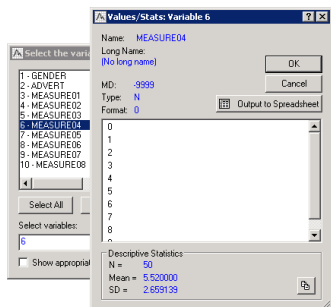 Values/Stats: Variable 6
Name: MEASURE04
Long Name:
(No long name)
OK
Cancel
MD: -9999
Type: N
Format: 0
Output to Spreadsheet
0
1
2
3
4
5
6
7
8
Descriptive Statistics
N = 50
Mean = 5.520000
SD = 2.659139
Select the varia
1 - GENDER
2 - ADVERT
3 - MEASURE01
4 - MEASURE02
5 - MEASURE03
6 - MEASURE04
7 - MEASURE05
8 - MEASURE06
9 - MEASURE07
10 - MEASURE08
Select All
Select variables:
6
Show appropriat